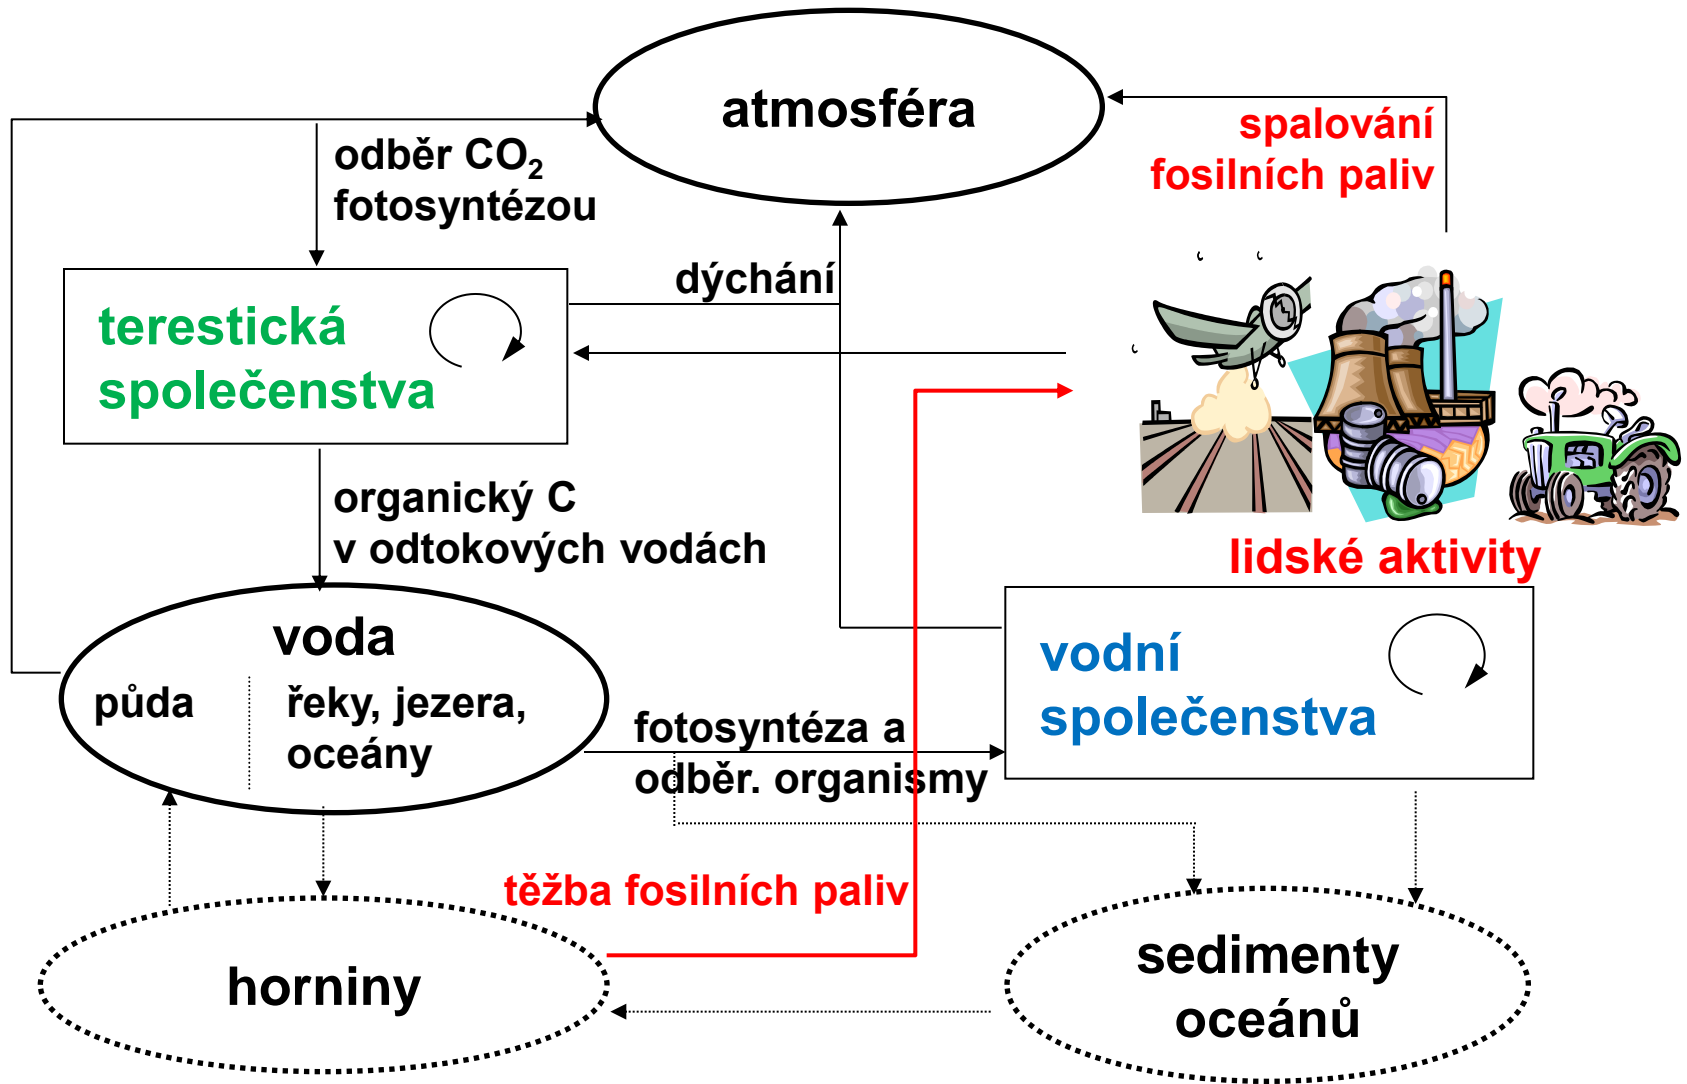 atmosféra
spalování
fosilních paliv
odběr CO₂
fotosyntézou
dýchání
terestická
společenstva
organický C
v odtokových vodách
lidské aktivity
voda
půda
řeky, jezera,
oceány
vodní
společenstva
fotosyntéza a
odběr. organismy
těžba fosilních paliv
horniny
sedimenty
oceánů